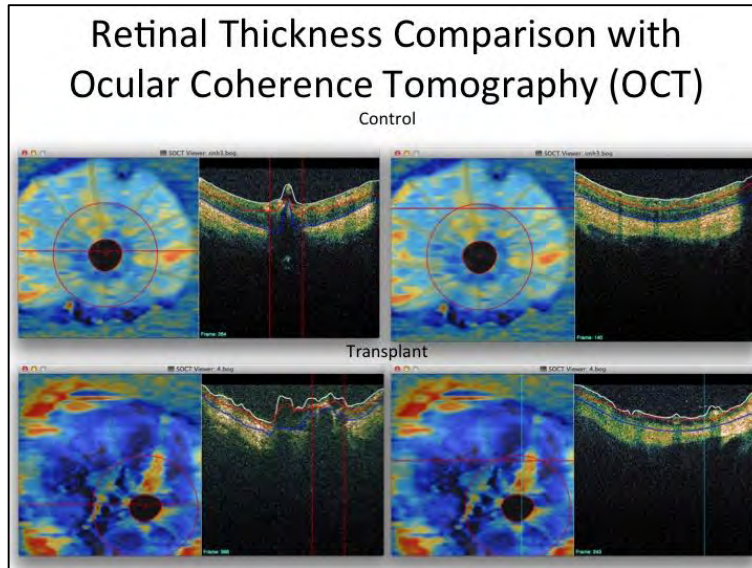 Retinal Thickness Comparison with
Ocular Coherence Tomography (OCT)
Control
SOCT Viewer: onh3.boq
SOCT Viewer: onh3.boq
Transplant
SOCT Viewer: 4.boq
SOCT Viewer: 4.boq